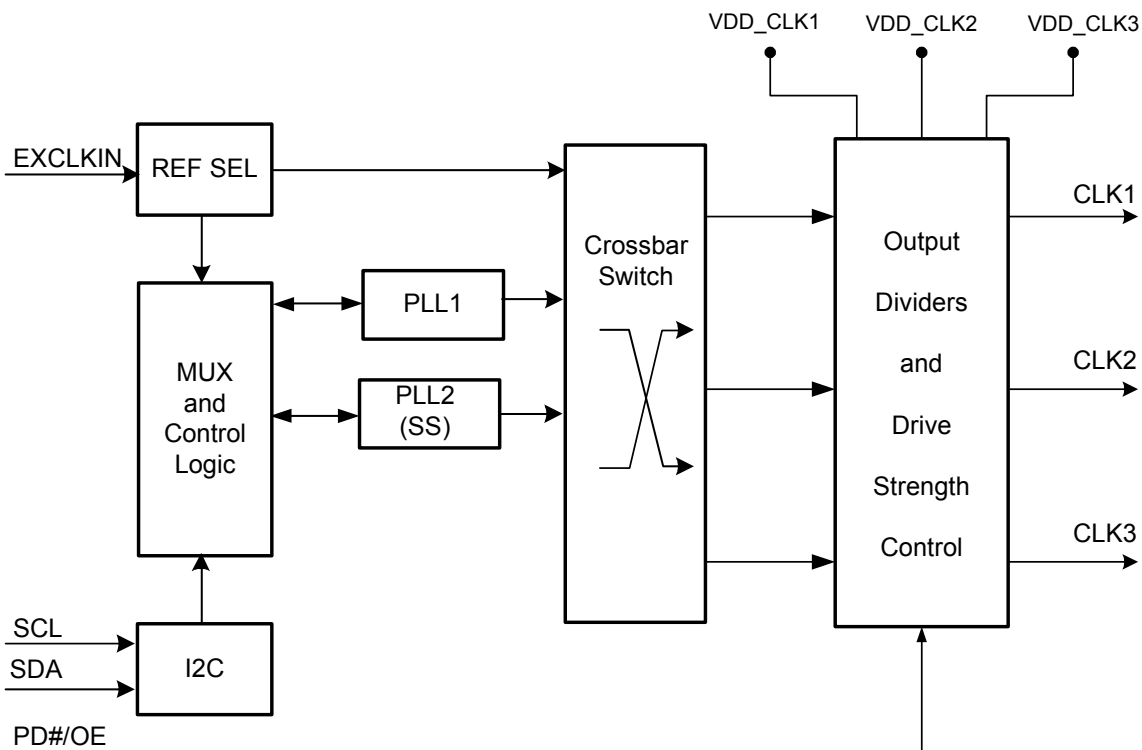 VDD_CLK1
VDD_CLK2
VDD_CLK3
EXCLKIN
REF SEL
CLK1
Crossbar
Switch
Output
Dividers
and
Drive
Strength
Control
PLL1
MUX
and
Control
Logic
PLL2
(SS)
CLK2
CLK3
SCL
SDA
I2C
PD#/OE